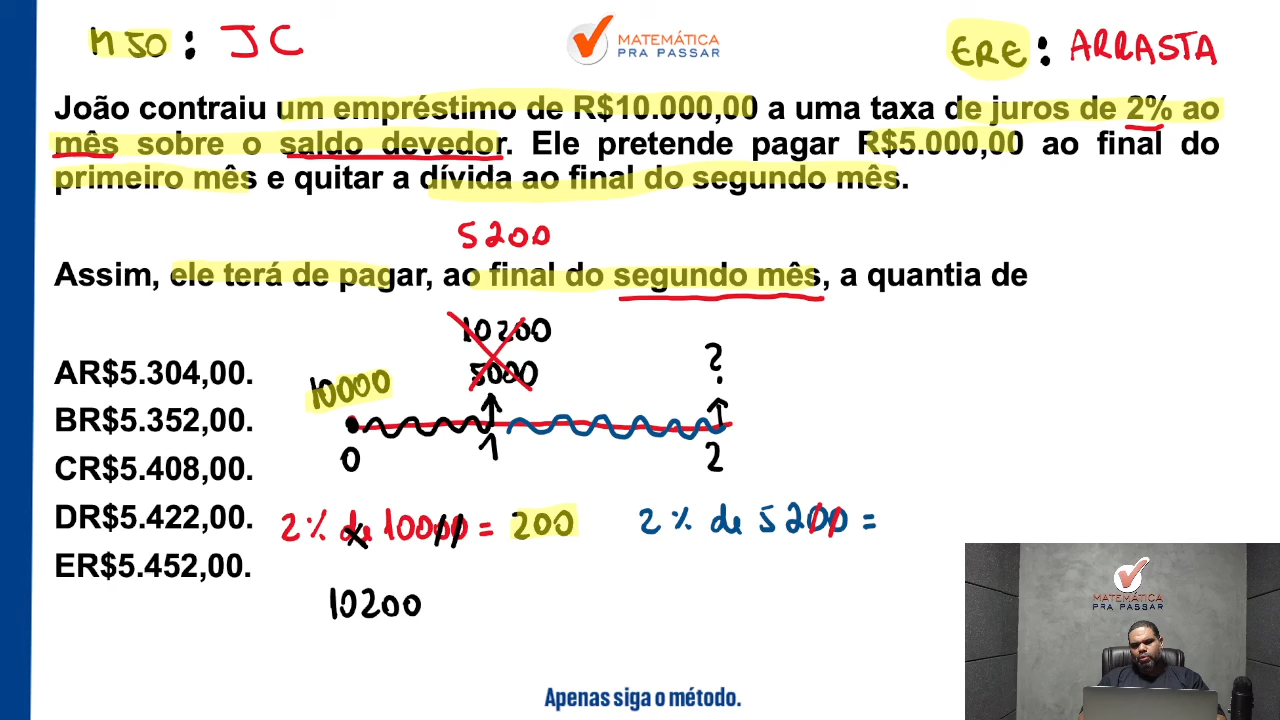 n50 : JC
MATEMÁTICA
PRA PASSAR
ERE : ARRASTA
João contraiu um empréstimo de R$10.000,00 a uma taxa de juros de 2% ao
mês sobre o saldo devedor. Ele pretende pagar R$5.000,00 ao final do
primeiro mês e quitar a dívida ao final do segundo mês.
5200
Assim, ele terá de pagar, ao final do segundo mês, a quantia de
10200
5000
?
10000
0
1
2
AR$5.304,00.
BR$5.352,00.
CR$5.408,00.
DR$5.422,00.
ER$5.452,00.
2% de 10000 = 200
2% de 5200 =
10200
MATEMÁTICA
PRA PASSAR
Apenas siga o método.